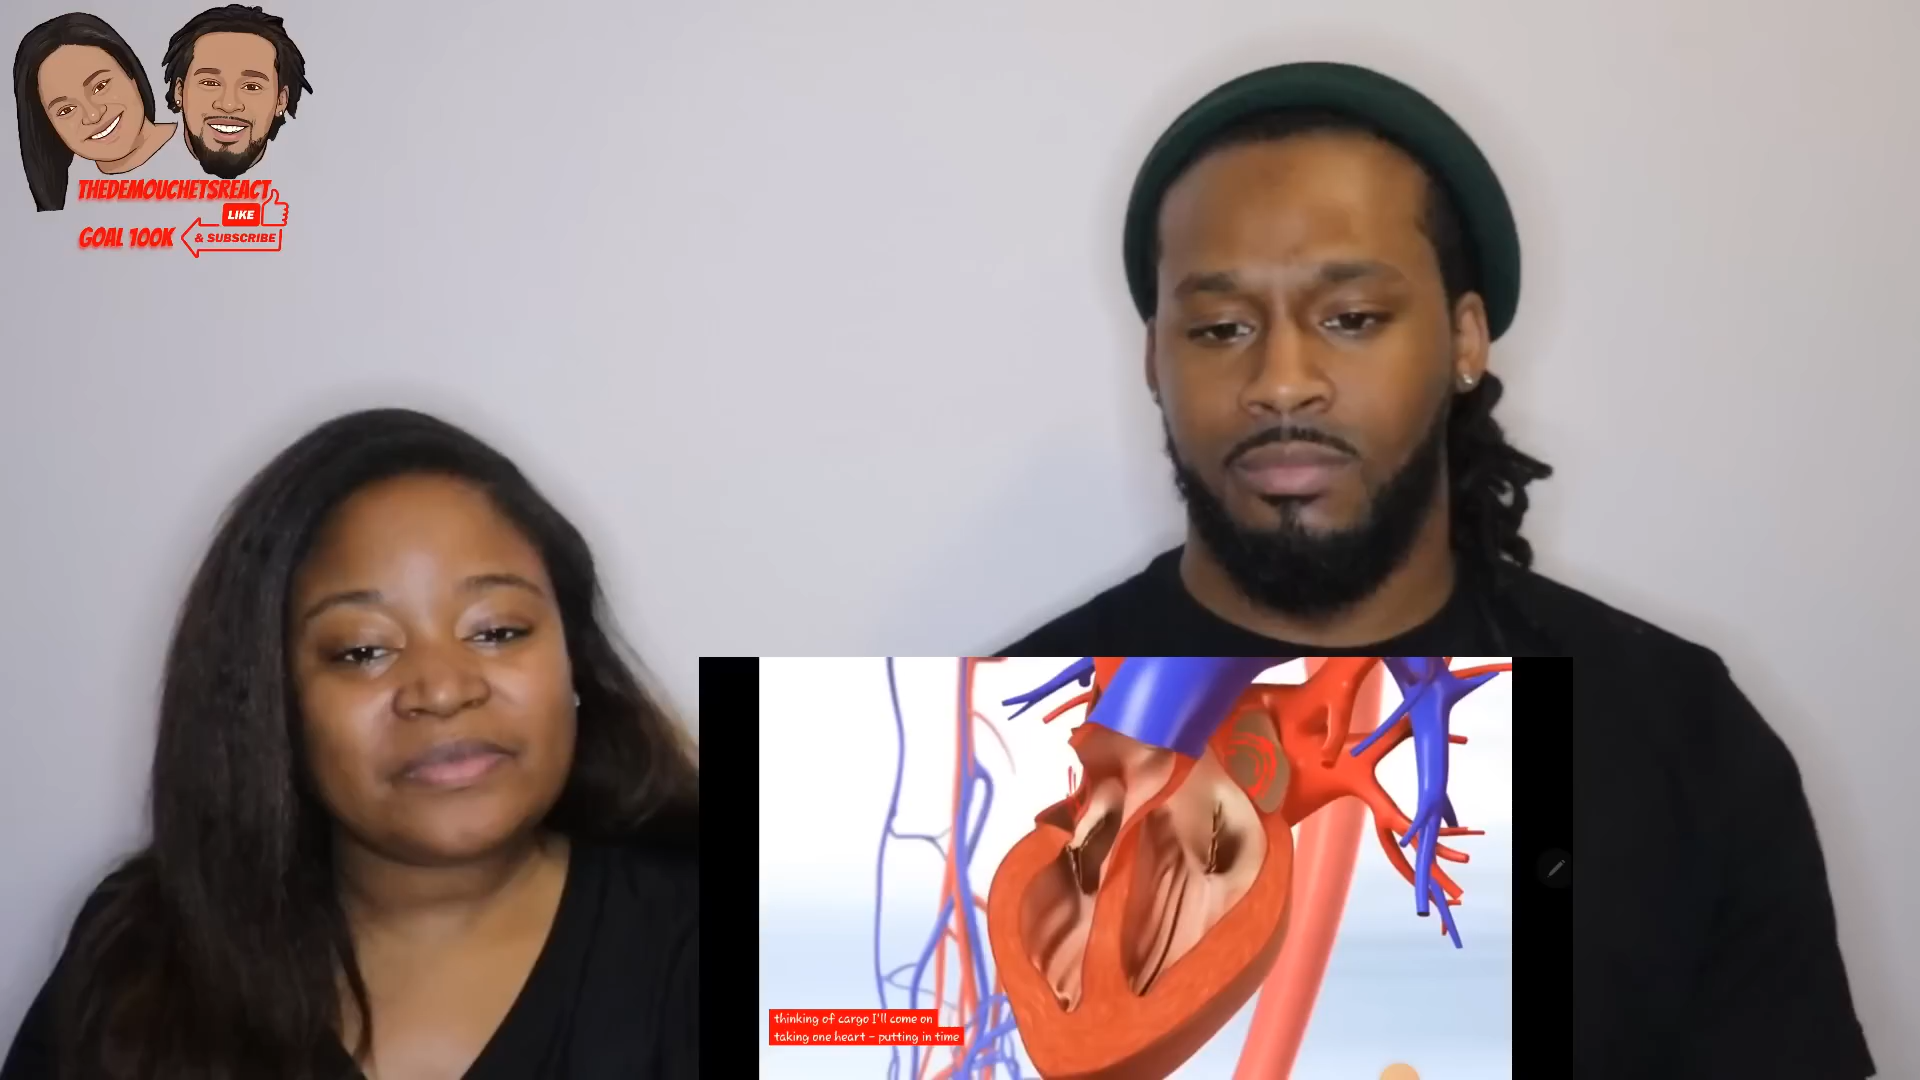 THEDEMOUCHETSREACT
LIKE
GOAL 100K
& SUBSCRIBE
thinking of cargo I'll come on
taking one heart - putting in time